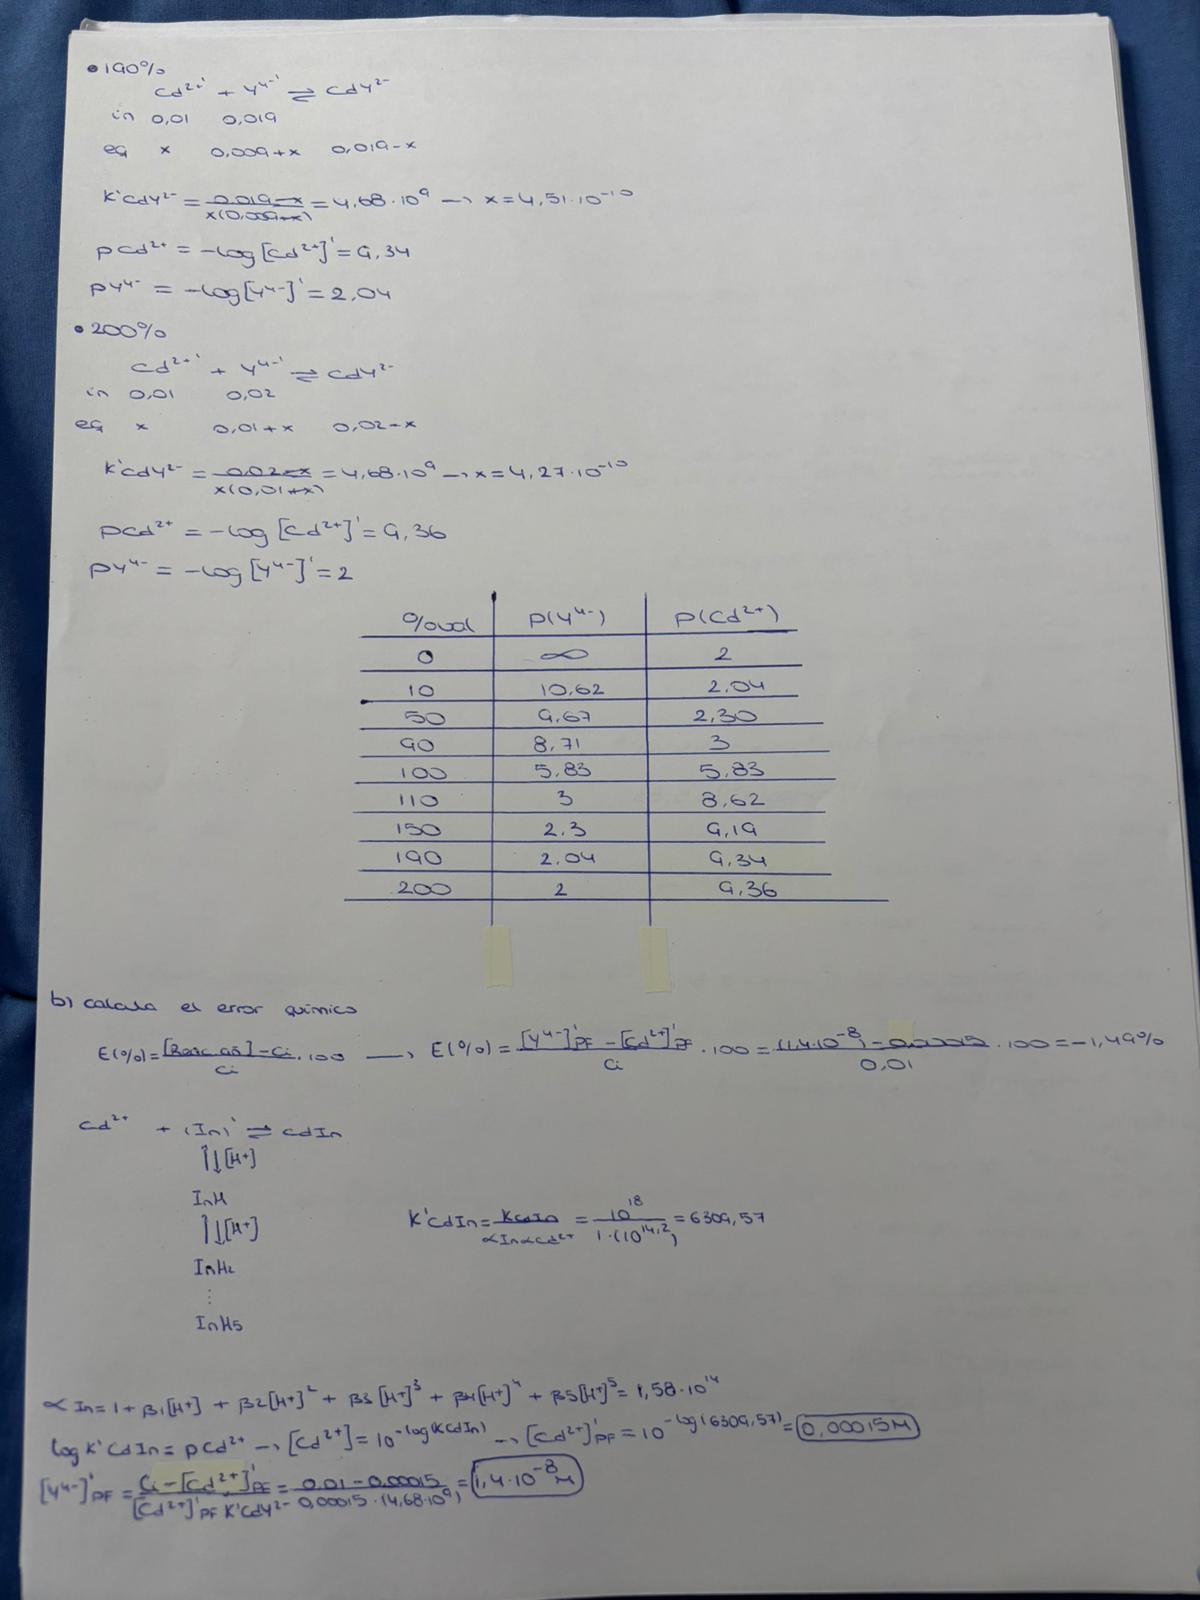 • 190%
Cd²⁺' + Y⁴⁻' ⇌ CdY²⁻
in 0,01 0,019
eq x 0,009+x 0,019-x
K'CdY²⁻ = 0,019-x / x(0,009+x) = 4,68·10⁹ → x = 4,51·10⁻¹⁰
pCd²⁺ = -log[Cd²⁺]' = 9,34
pY⁴⁻ = -log[Y⁴⁻]' = 2,04
• 200%
Cd²⁺' + Y⁴⁻' ⇌ CdY²⁻
in 0,01 0,02
eq x 0,01+x 0,02-x
K'CdY²⁻ = 0,02-x / x(0,01+x) = 4,68·10⁹ → x = 4,27·10⁻¹⁰
pCd²⁺ = -log[Cd²⁺]' = 9,36
pY⁴⁻ = -log[Y⁴⁻]' = 2
%val p(Y⁴⁻) p(Cd²⁺)
0 ∞ 2
10 10,62 2,04
50 9,67 2,30
90 8,71 3
100 5,83 5,83
110 3 8,62
150 2,3 9,19
190 2,04 9,34
200 2 9,36
b) calcula el error químico
E(%) = / Ci ·100 → E(%) = [Y⁴⁻]'PF - [Cd²⁺]'PF / Ci · 100 = (1,4·10⁻⁸) - 0,00015 / 0,01 · 100 = -1,49%
Cd²⁺ + (In)' ⇌ CdIn
↑↓[H+]
InH
↑↓[H+]
K'CdIn = KCdIn / αIn αCd²⁺ = 10¹⁸ / 1·(10¹⁴'²) = 6309,57
InH₂
⋮
InH₅
αIn = 1 + β1[H+] + β2[H+]² + β3[H+]³ + β4[H+]⁴ + β5[H+]⁵ = 1,58·10¹⁴
log K'CdIn = pCd²⁺ → [Cd²⁺] = 10^-log(KCdIn) → [Cd²⁺]'PF = 10^-log(6309,57) = 0,00015M
[Y⁴⁻]'PF = Ci - [Cd²⁺]'PF / [Cd²⁺]'PF K'CdY²⁻ = 0,01 - 0,00015 / 0,00015 · (4,68·10⁹) = 1,4·10⁻⁸M